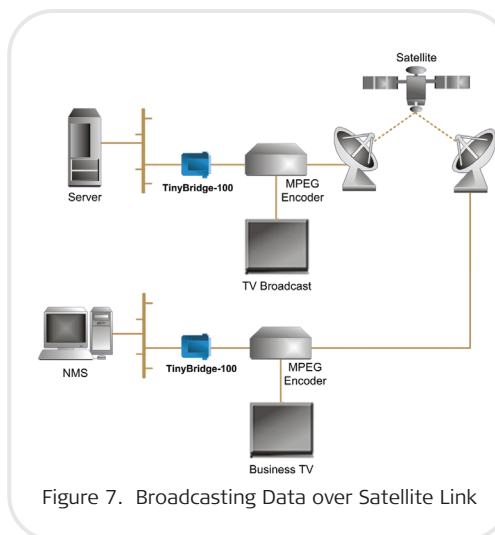 Satellite
Server
TinyBridge-100
MPEG
Encoder
TV Broadcast
NMS
TinyBridge-100
MPEG
Encoder
Business TV
Figure 7. Broadcasting Data over Satellite Link